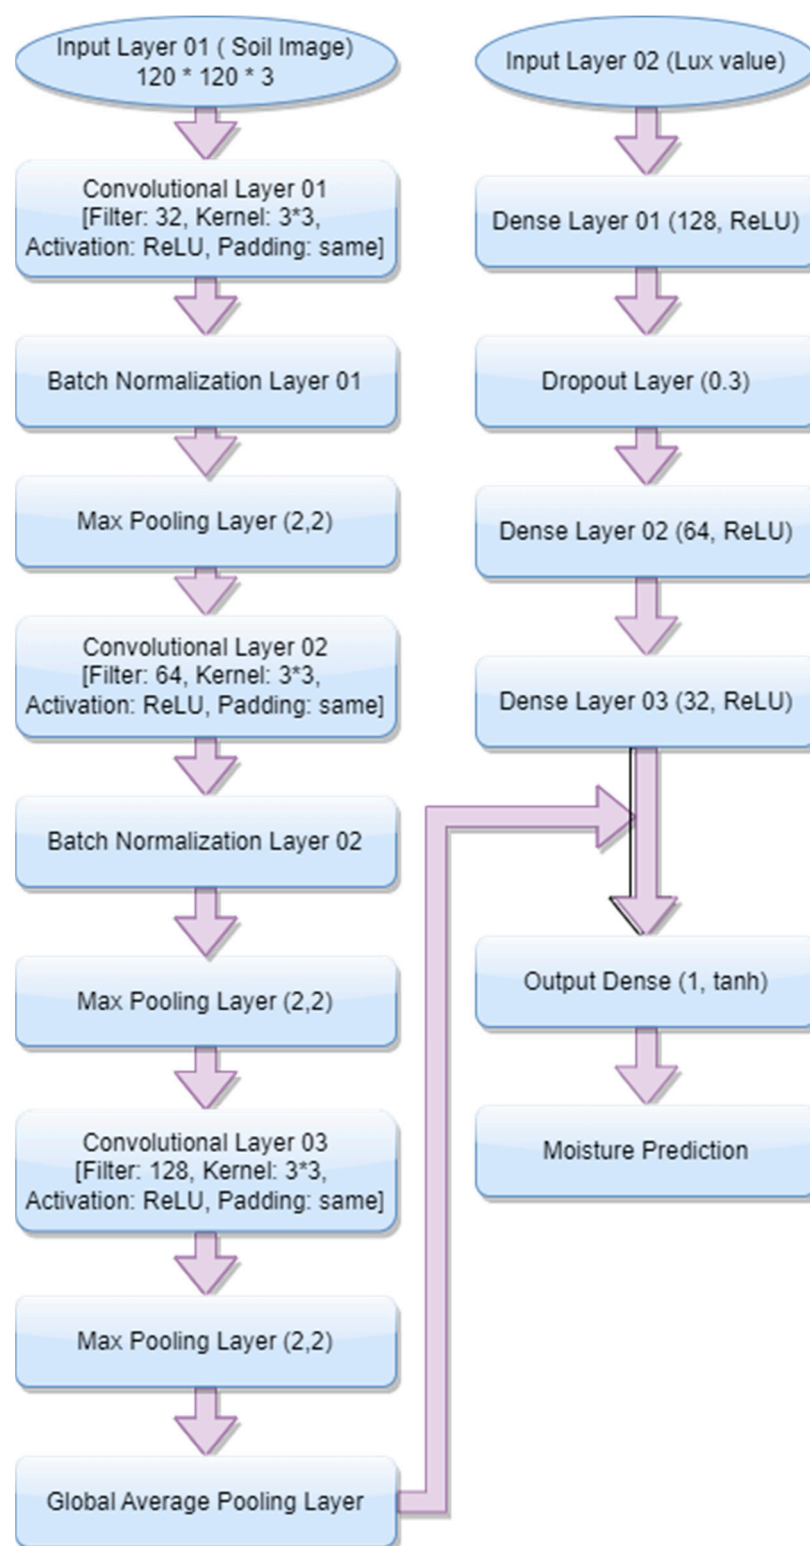 Input Layer 01 ( Soil Image)
120 * 120 * 3
Convolutional Layer 01
[Filter: 32, Kernel: 3*3,
Activation: ReLU, Padding: same]
Batch Normalization Layer 01
Max Pooling Layer (2,2)
Convolutional Layer 02
[Filter: 64, Kernel: 3*3,
Activation: ReLU, Padding: same]
Batch Normalization Layer 02
Max Pooling Layer (2,2)
Convolutional Layer 03
[Filter: 128, Kernel: 3*3,
Activation: ReLU, Padding: same]
Max Pooling Layer (2,2)
Global Average Pooling Layer
Input Layer 02 (Lux value)
Dense Layer 01 (128, ReLU)
Dropout Layer (0.3)
Dense Layer 02 (64, ReLU)
Dense Layer 03 (32, ReLU)
Output Dense (1, tanh)
Moisture Prediction